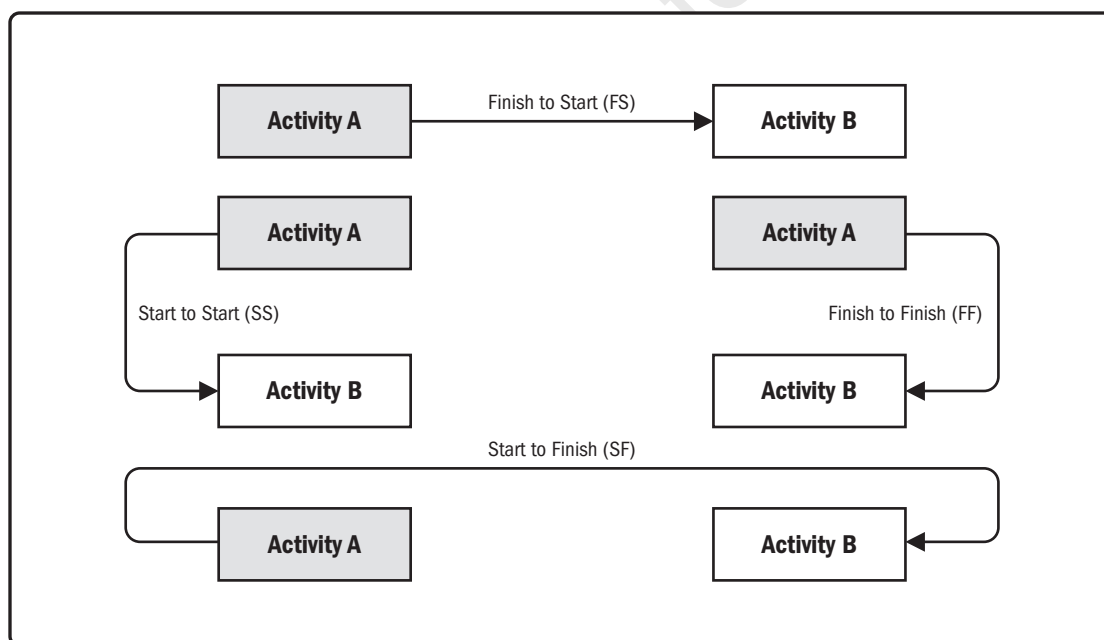 Activity A
Finish to Start (FS)
Activity B
Activity A
Activity A
Start to Start (SS)
Finish to Finish (FF)
Activity B
Activity B
Start to Finish (SF)
Activity A
Activity B